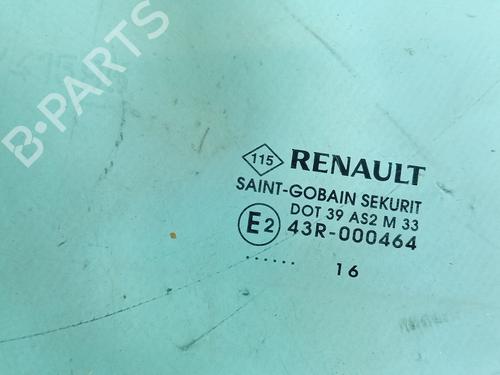 B-PARTS
115 RENAULT
SAINT-GOBAIN SEKURIT
DOT 39 AS2 M 33
E2 43R-000464
...... 16